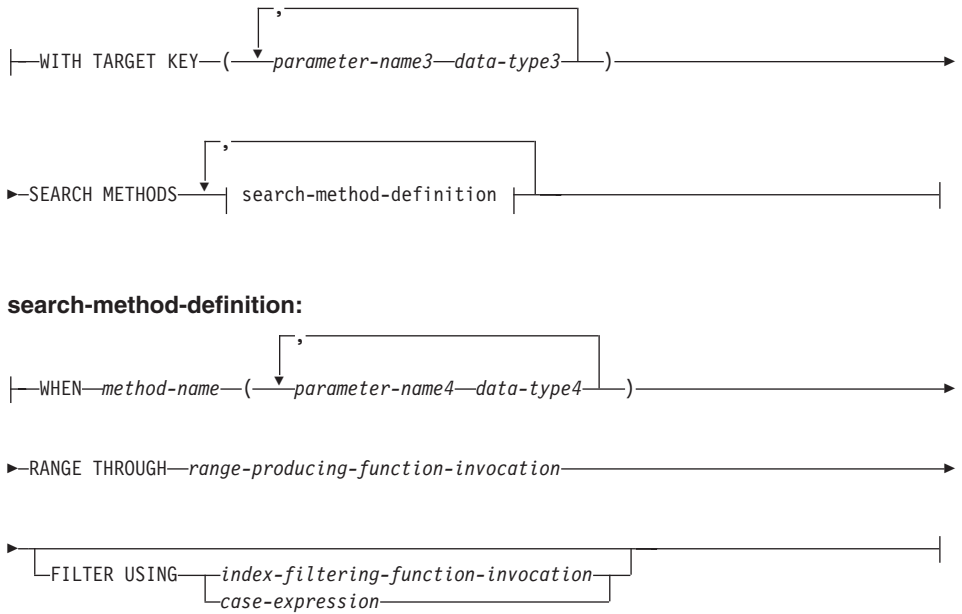 ,
WITH TARGET KEY ( parameter-name3 data-type3 )
,
SEARCH METHODS search-method-definition
search-method-definition:
,
WHEN method-name ( parameter-name4 data-type4 )
RANGE THROUGH range-producing-function-invocation
FILTER USING index-filtering-function-invocation
case-expression